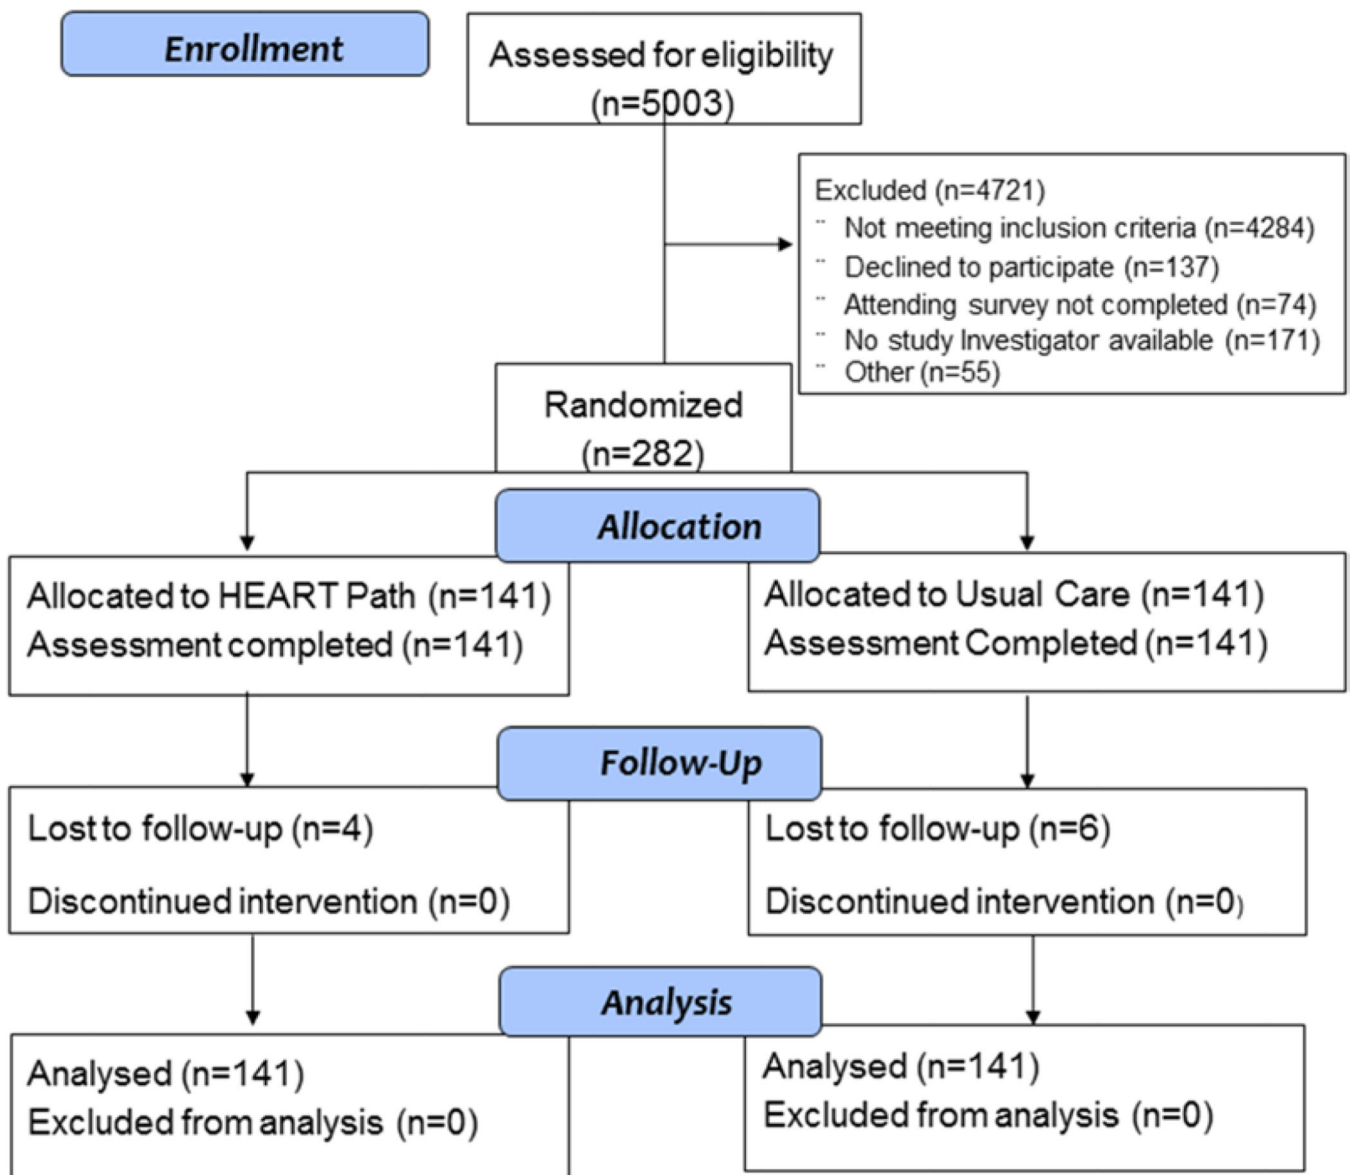 Enrollment
Assessed for eligibility
(n=5003)
Excluded (n=4721)
¨ Not meeting inclusion criteria (n=4284)
¨ Declined to participate (n=137)
¨ Attending survey not completed (n=74)
¨ No study Investigator available (n=171)
¨ Other (n=55)
Randomized
(n=282)
Allocation
Allocated to HEART Path (n=141)
Assessment completed (n=141)
Allocated to Usual Care (n=141)
Assessment Completed (n=141)
Follow-Up
Lost to follow-up (n=4)
Discontinued intervention (n=0)
Lost to follow-up (n=6)
Discontinued intervention (n=0)
Analysis
Analysed (n=141)
Excluded from analysis (n=0)
Analysed (n=141)
Excluded from analysis (n=0)